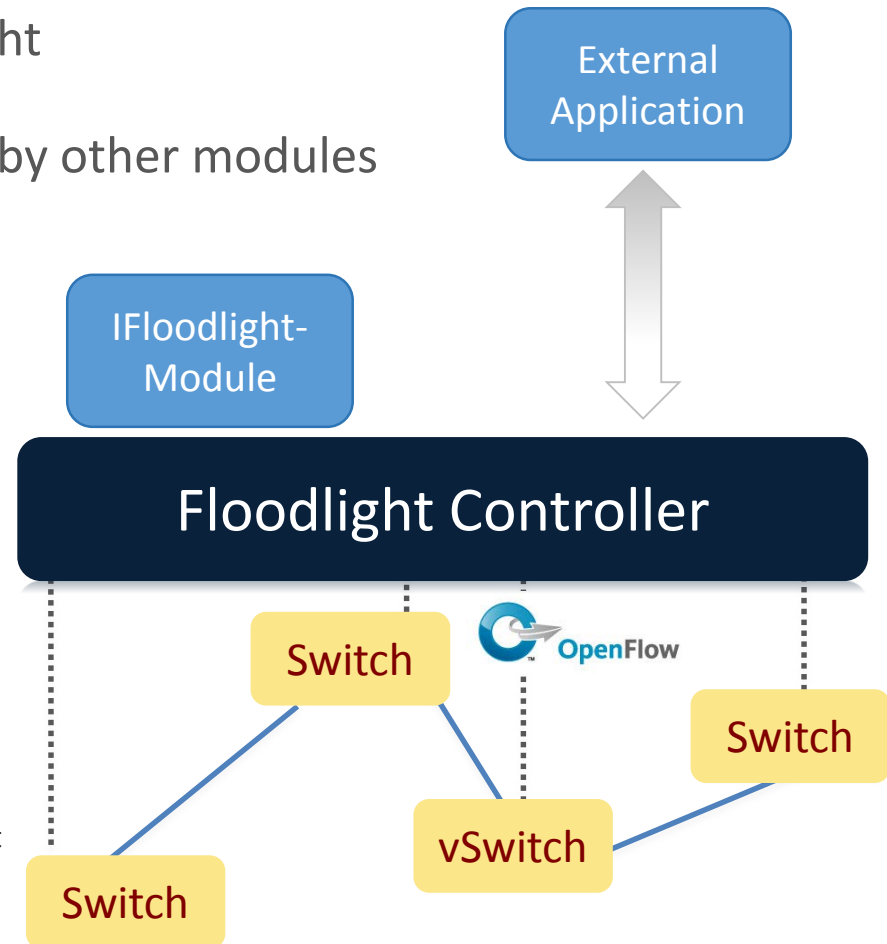 ht
by other modules
External
Application
IFloodlight-
Module
Floodlight Controller
Switch
OpenFlow
Switch
vSwitch
Switch